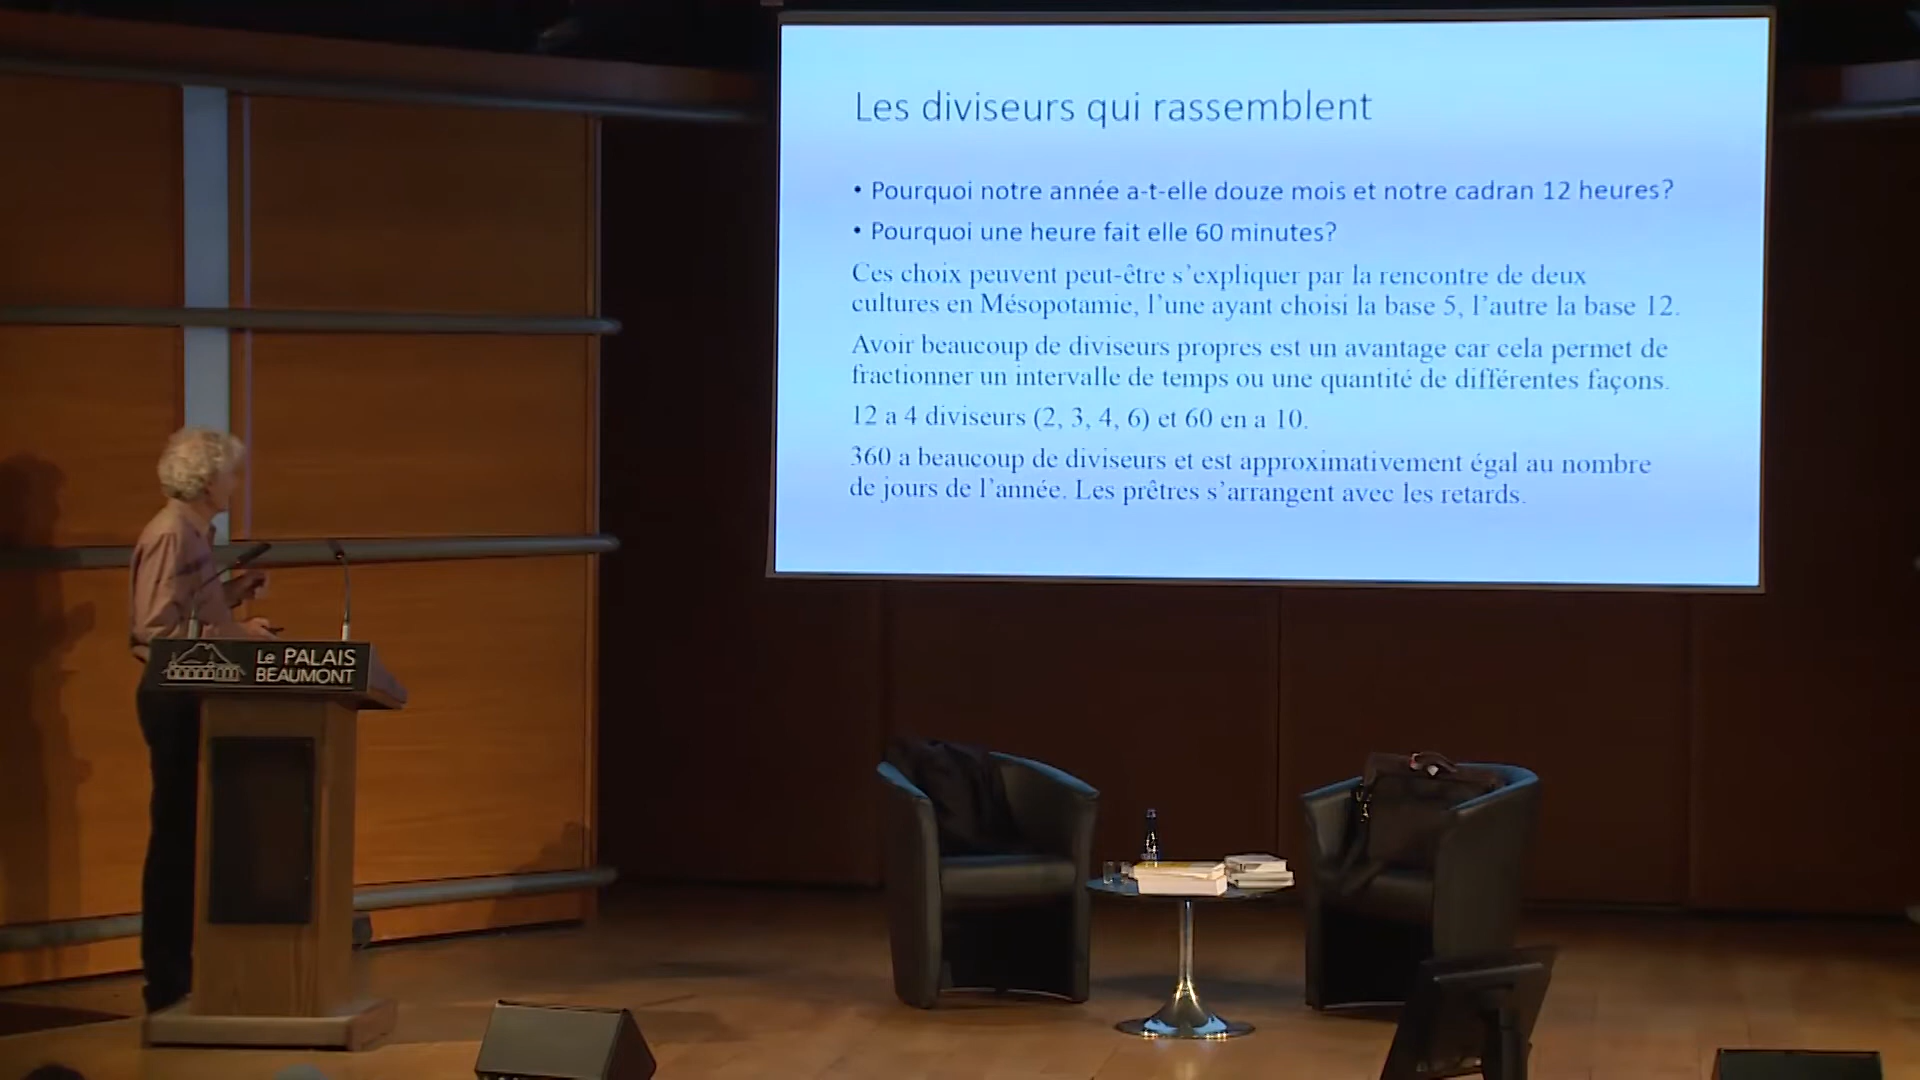 Les diviseurs qui rassemblent
• Pourquoi notre année a-t-elle douze mois et notre cadran 12 heures?
• Pourquoi une heure fait elle 60 minutes?
Ces choix peuvent peut-être s'expliquer par la rencontre de deux
cultures en Mésopotamie, l'une ayant choisi la base 5, l'autre la base 12.
Avoir beaucoup de diviseurs propres est un avantage car cela permet de
fractionner un intervalle de temps ou une quantité de différentes façons.
12 a 4 diviseurs (2, 3, 4, 6) et 60 en a 10.
360 a beaucoup de diviseurs et est approximativement égal au nombre
de jours de l'année. Les prêtres s'arrangent avec les retards.
Le PALAIS
BEAUMONT